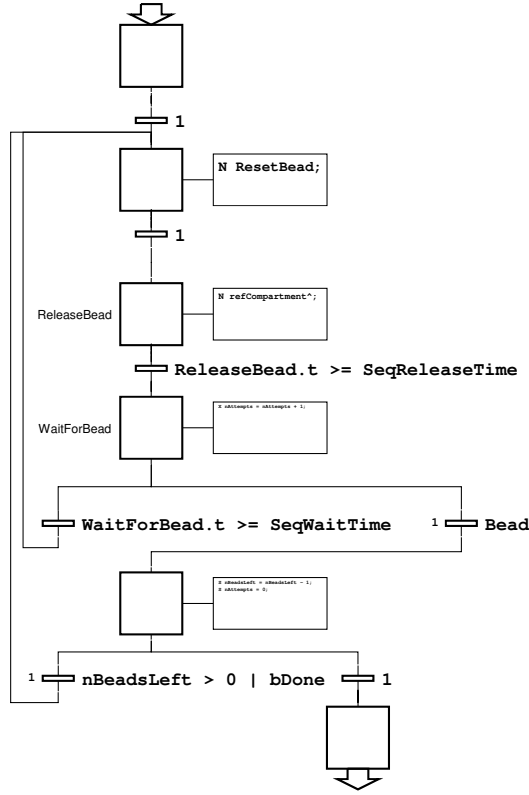 1
N ResetBead;
1
N refCompartment^;
ReleaseBead
ReleaseBead.t >= SeqReleaseTime
X nAttempts = nAttempts + 1;
WaitForBead
WaitForBead.t >= SeqWaitTime
1 Bead
X nBeadsLeft = nBeadsLeft - 1;
X nAttempts = 0;
1 nBeadsLeft > 0 | bDone
1